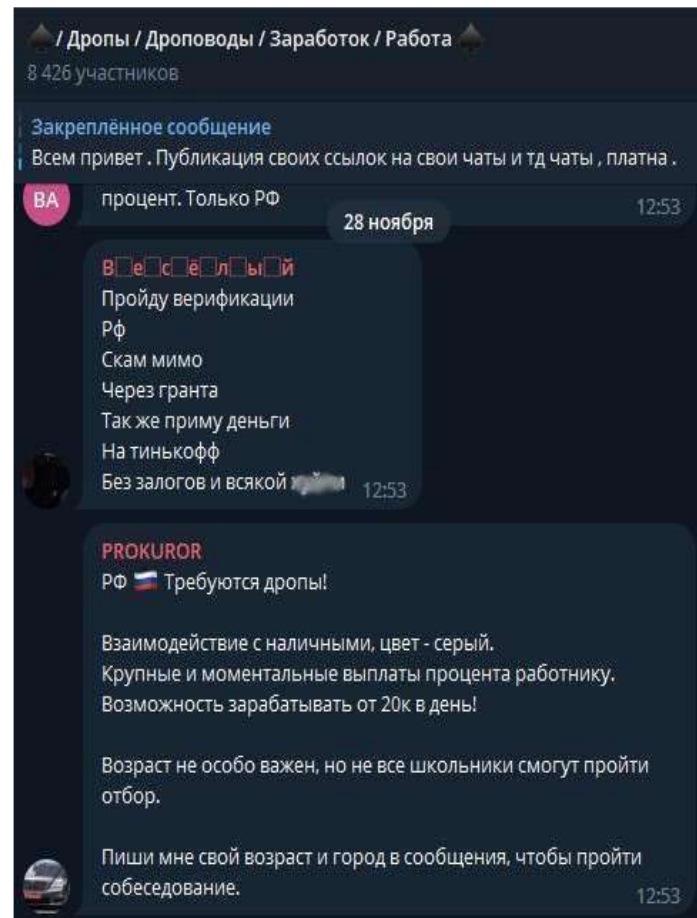 / Дропы / Дроповоды / Заработок / Работа
8 426 участников
Закреплённое сообщение
Всем привет . Публикация своих ссылок на свои чаты и тд чаты , платна .
ВА
процент. Только РФ
12:53
28 ноября
В□е□с□ё□л□ы□й
Пройду верификации
Рф
Скам мимо
Через гранта
Так же приму деньги
На тинькофф
Без залогов и всякой
12:53
PROKUROR
РФ 🇷🇺 Требуются дропы!
Взаимодействие с наличными, цвет - серый.
Крупные и моментальные выплаты процента работнику.
Возможность зарабатывать от 20к в день!
Возраст не особо важен, но не все школьники смогут пройти
отбор.
Пиши мне свой возраст и город в сообщения, чтобы пройти
собеседование.
12:53